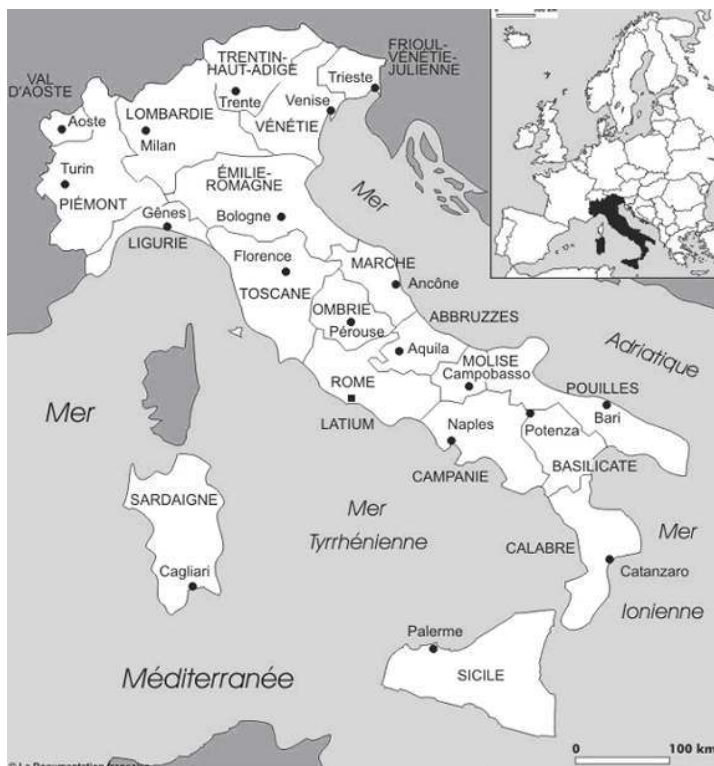 FRIOUL-
VÉNÉTIE-
JULIENNE
TRENTIN-
HAUT-ADIGE
VAL
D'AOSTE
Trieste
Trente
Aoste
LOMBARDIE
Venise
Milan
VÉNÉTIE
Turin
ÉMILIE-
ROMAGNE
PIÉMONT
Mer
Gênes
Bologne
LIGURIE
Florence
MARCHE
TOSCANE
Ancône
OMBRIE
ABBRUZZES
Pérouse
Adriatique
Aquila
MOLISE
Campobasso
ROME
POUILLES
Mer
LATIUM
Naples
Bari
Potenza
CAMPANIE
BASILICATE
SARDAIGNE
Mer
Tyrrhénienne
Mer
CALABRE
Cagliari
Catanzaro
Ionienne
Palerme
Méditerranée
SICILE
100 km
0
© La Documentation française